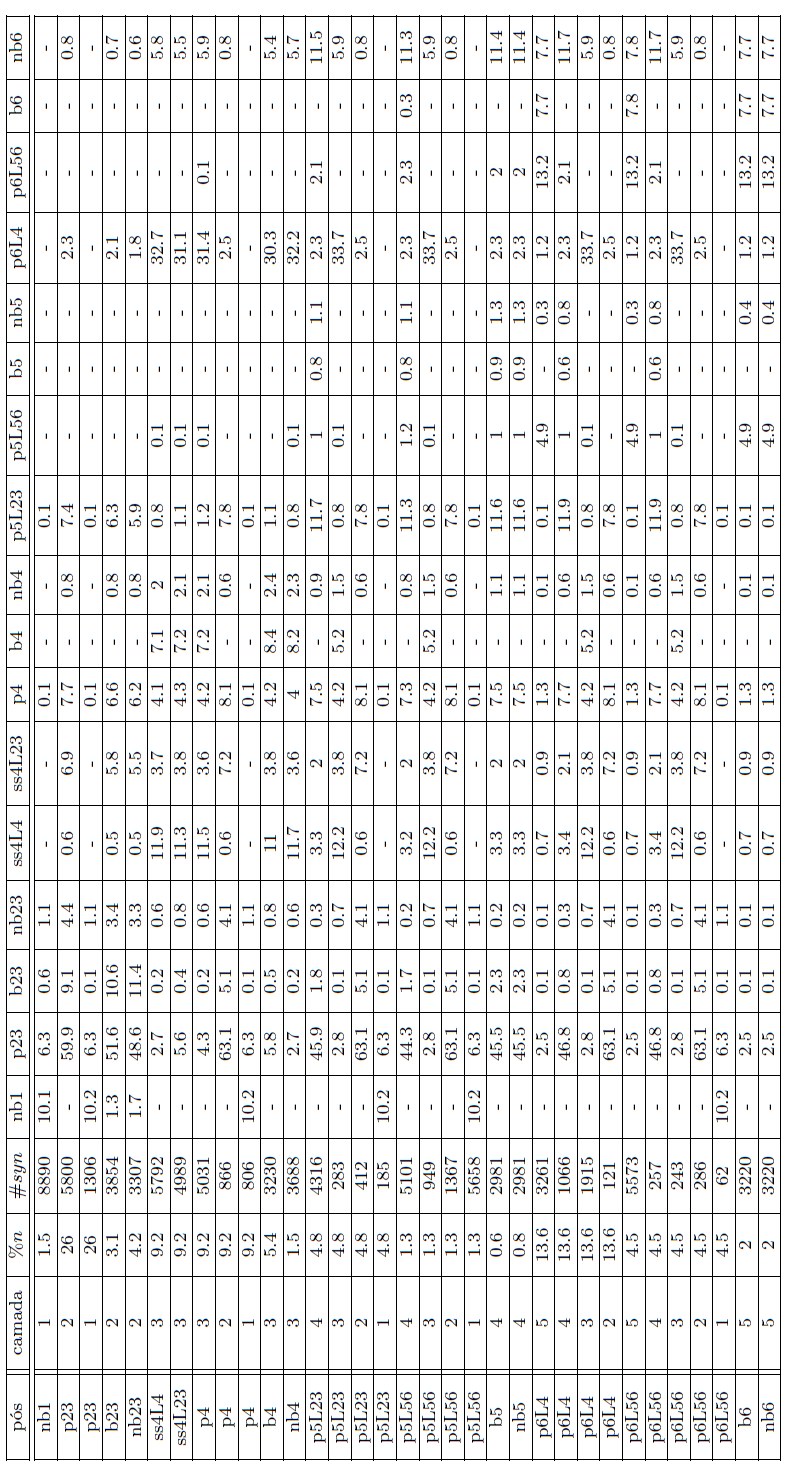 pós camada %n #syn nb1 p23 b23 nb23 ss4L4 ss4L23 p4 b4 nb4 p5L23 p5L56 b5 nb5 p6L4 p6L56 b6 nb6
nb1 1 1.5 8890 10.1 6.3 0.6 1.1 - - 0.1 - - 0.1 - - - - - - -
p23 2 26 5800 - 59.9 9.1 4.4 0.6 6.9 7.7 - 0.8 7.4 - - - 2.3 - - 0.8
p23 1 26 1306 10.2 6.3 0.1 1.1 - - 0.1 - - 0.1 - - - - - - -
b23 2 3.1 3854 1.3 51.6 10.6 3.4 0.5 5.8 6.6 - 0.8 6.3 - - - 2.1 - - 0.7
nb23 2 4.2 3307 1.7 48.6 11.4 3.3 0.5 5.5 6.2 - 0.8 5.9 - - - 1.8 - - 0.6
ss4L4 3 9.2 5792 - 2.7 0.2 0.6 11.9 3.7 4.1 7.1 2 0.8 0.1 - - 32.7 - - 5.8
ss4L23 3 9.2 4989 - 5.6 0.4 0.8 11.3 3.8 4.3 7.2 2.1 1.1 0.1 - - 31.1 - - 5.5
p4 3 9.2 5031 - 4.3 0.2 0.6 11.5 3.6 4.2 7.2 2.1 1.2 0.1 - - 31.4 0.1 - 5.9
p4 2 9.2 866 - 63.1 5.1 4.1 0.6 7.2 8.1 - 0.6 7.8 - - - 2.5 - - 0.8
p4 1 9.2 806 10.2 6.3 0.1 1.1 - - 0.1 - - 0.1 - - - - - - -
b4 3 5.4 3230 - 5.8 0.5 0.8 11 3.8 4.2 8.4 2.4 1.1 - - - 30.3 - - 5.4
nb4 3 1.5 3688 - 2.7 0.2 0.6 11.7 3.6 4 8.2 2.3 0.8 0.1 - - 32.2 - - 5.7
p5L23 4 4.8 4316 - 45.9 1.8 0.3 3.3 2 7.5 - 0.9 11.7 1 0.8 1.1 2.3 2.1 - 11.5
p5L23 3 4.8 283 - 2.8 0.1 0.7 12.2 3.8 4.2 5.2 1.5 0.8 0.1 - - 33.7 - - 5.9
p5L23 2 4.8 412 - 63.1 5.1 4.1 0.6 7.2 8.1 - 0.6 7.8 - - - 2.5 - - 0.8
p5L23 1 4.8 185 10.2 6.3 0.1 1.1 - - 0.1 - - 0.1 - - - - - - -
p5L56 4 1.3 5101 - 44.3 1.7 0.2 3.2 2 7.3 - 0.8 11.3 1.2 0.8 1.1 2.3 2.3 0.3 11.3
p5L56 3 1.3 949 - 2.8 0.1 0.7 12.2 3.8 4.2 5.2 1.5 0.8 0.1 - - 33.7 - - 5.9
p5L56 2 1.3 1367 - 63.1 5.1 4.1 0.6 7.2 8.1 - 0.6 7.8 - - - 2.5 - - 0.8
p5L56 1 1.3 5658 10.2 6.3 0.1 1.1 - - 0.1 - - 0.1 - - - - - - -
b5 4 0.6 2981 - 45.5 2.3 0.2 3.3 2 7.5 - 1.1 11.6 1 0.9 1.3 2.3 2 - 11.4
nb5 4 0.8 2981 - 45.5 2.3 0.2 3.3 2 7.5 - 1.1 11.6 1 0.9 1.3 2.3 2 - 11.4
p6L4 5 13.6 3261 - 2.5 0.1 0.1 0.7 0.9 1.3 - 0.1 0.1 4.9 - 0.3 1.2 13.2 7.7 7.7
p6L4 4 13.6 1066 - 46.8 0.8 0.3 3.4 2.1 7.7 - 0.6 11.9 1 0.6 0.8 2.3 2.1 - 11.7
p6L4 3 13.6 1915 - 2.8 0.1 0.7 12.2 3.8 4.2 5.2 1.5 0.8 0.1 - - 33.7 - - 5.9
p6L4 2 13.6 121 - 63.1 5.1 4.1 0.6 7.2 8.1 - 0.6 7.8 - - - 2.5 - - 0.8
p6L56 5 4.5 5573 - 2.5 0.1 0.1 0.7 0.9 1.3 - 0.1 0.1 4.9 - 0.3 1.2 13.2 7.8 7.8
p6L56 4 4.5 257 - 46.8 0.8 0.3 3.4 2.1 7.7 - 0.6 11.9 1 0.6 0.8 2.3 2.1 - 11.7
p6L56 3 4.5 243 - 2.8 0.1 0.7 12.2 3.8 4.2 5.2 1.5 0.8 0.1 - - 33.7 - - 5.9
p6L56 2 4.5 286 - 63.1 5.1 4.1 0.6 7.2 8.1 - 0.6 7.8 - - - 2.5 - - 0.8
p6L56 1 4.5 62 10.2 6.3 0.1 1.1 - - 0.1 - - 0.1 - - - - - - -
b6 5 2 3220 - 2.5 0.1 0.1 0.7 0.9 1.3 - 0.1 0.1 4.9 - 0.4 1.2 13.2 7.7 7.7
nb6 5 2 3220 - 2.5 0.1 0.1 0.7 0.9 1.3 - 0.1 0.1 4.9 - 0.4 1.2 13.2 7.7 7.7